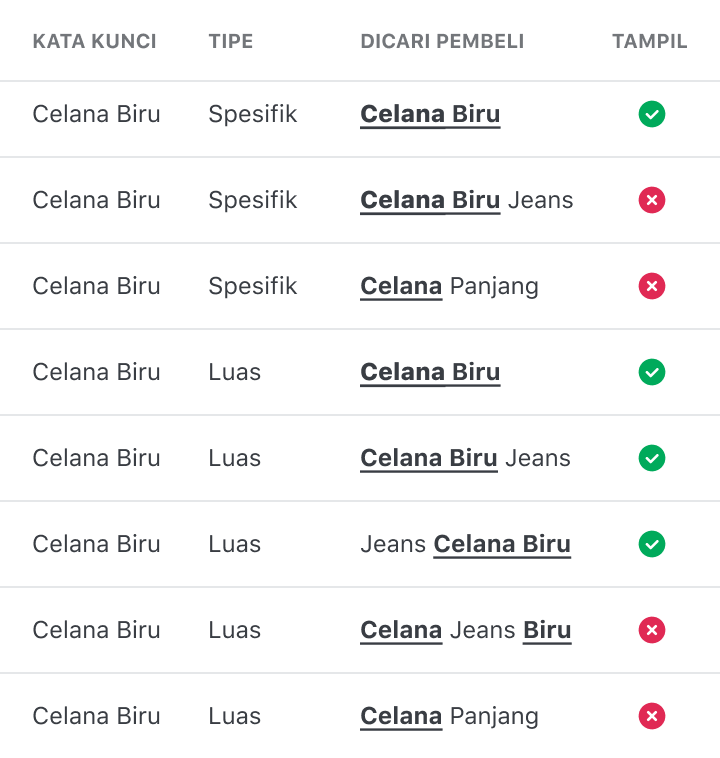 KATA KUNCI TIPE DICARI PEMBELI TAMPIL
Celana Biru Spesifik Celana Biru
Celana Biru Spesifik Celana Biru Jeans
Celana Biru Spesifik Celana Panjang
Celana Biru Luas Celana Biru
Celana Biru Luas Celana Biru Jeans
Celana Biru Luas Jeans Celana Biru
Celana Biru Luas Celana Jeans Biru
Celana Biru Luas Celana Panjang